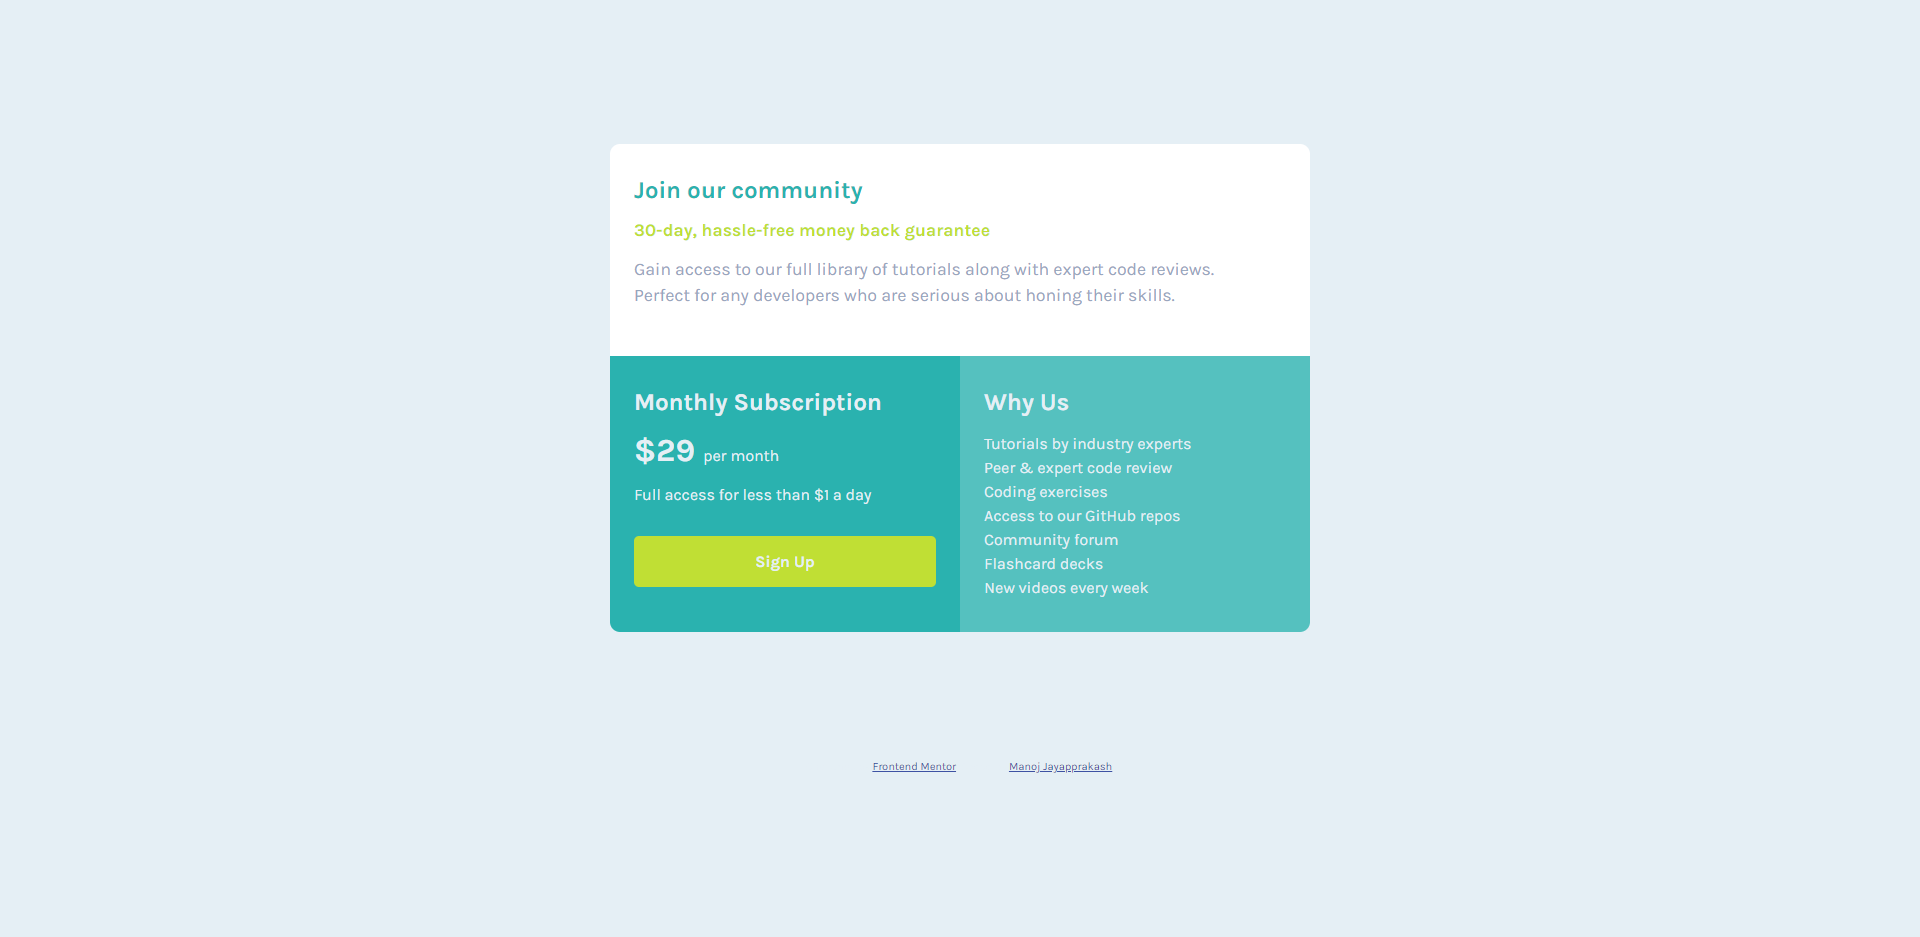 Join our community
30-day, hassle-free money back guarantee
Gain access to our full library of tutorials along with expert code reviews.
Perfect for any developers who are serious about honing their skills.
Monthly Subscription
$29 per month
Full access for less than $1 a day
Sign Up
Why Us
Tutorials by industry experts
Peer & expert code review
Coding exercises
Access to our GitHub repos
Community forum
Flashcard decks
New videos every week
Frontend Mentor
Manoj Jayapprakash